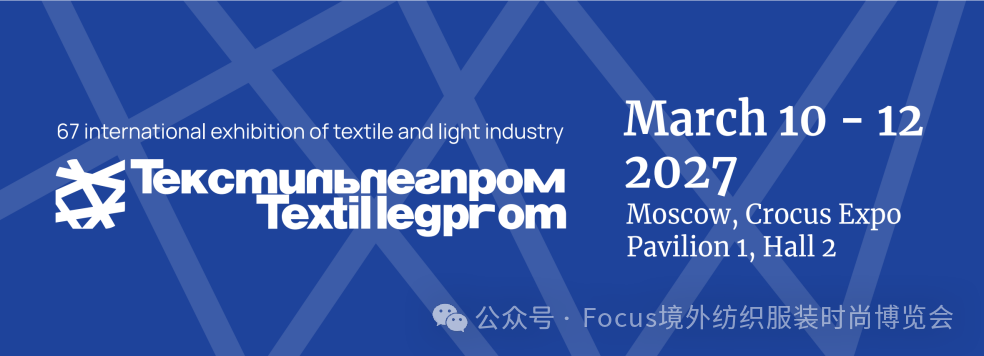 67 international exhibition of textile and light industry
Текстильлегпром
Textillegprom
March 10 - 12
2027
Moscow, Crocus Expo
Pavilion 1, Hall 2
公众号 · Focus境外纺织服装时尚博览会